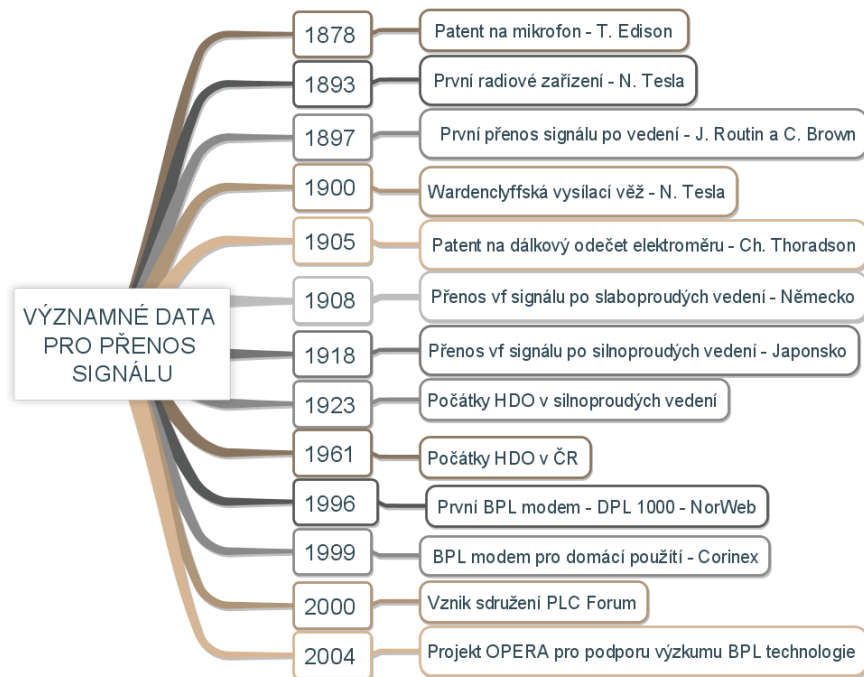 VÝZNAMNÉ DATA
PRO PŘENOS
SIGNÁLU
1878 Patent na mikrofon - T. Edison
1893 První radiové zařízení - N. Tesla
1897 První přenos signálu po vedení - J. Routin a C. Brown
1900 Wardenclyffská vysílací věž - N. Tesla
1905 Patent na dálkový odečet elektroměru - Ch. Thoradson
1908 Přenos vf signálu po slaboproudých vedení - Německo
1918 Přenos vf signálu po silnoproudých vedení - Japonsko
1923 Počátky HDO v silnoproudých vedení
1961 Počátky HDO v ČR
1996 První BPL modem - DPL 1000 - NorWeb
1999 BPL modem pro domácí použítí - Corinex
2000 Vznik sdružení PLC Forum
2004 Projekt OPERA pro podporu výzkumu BPL technologie